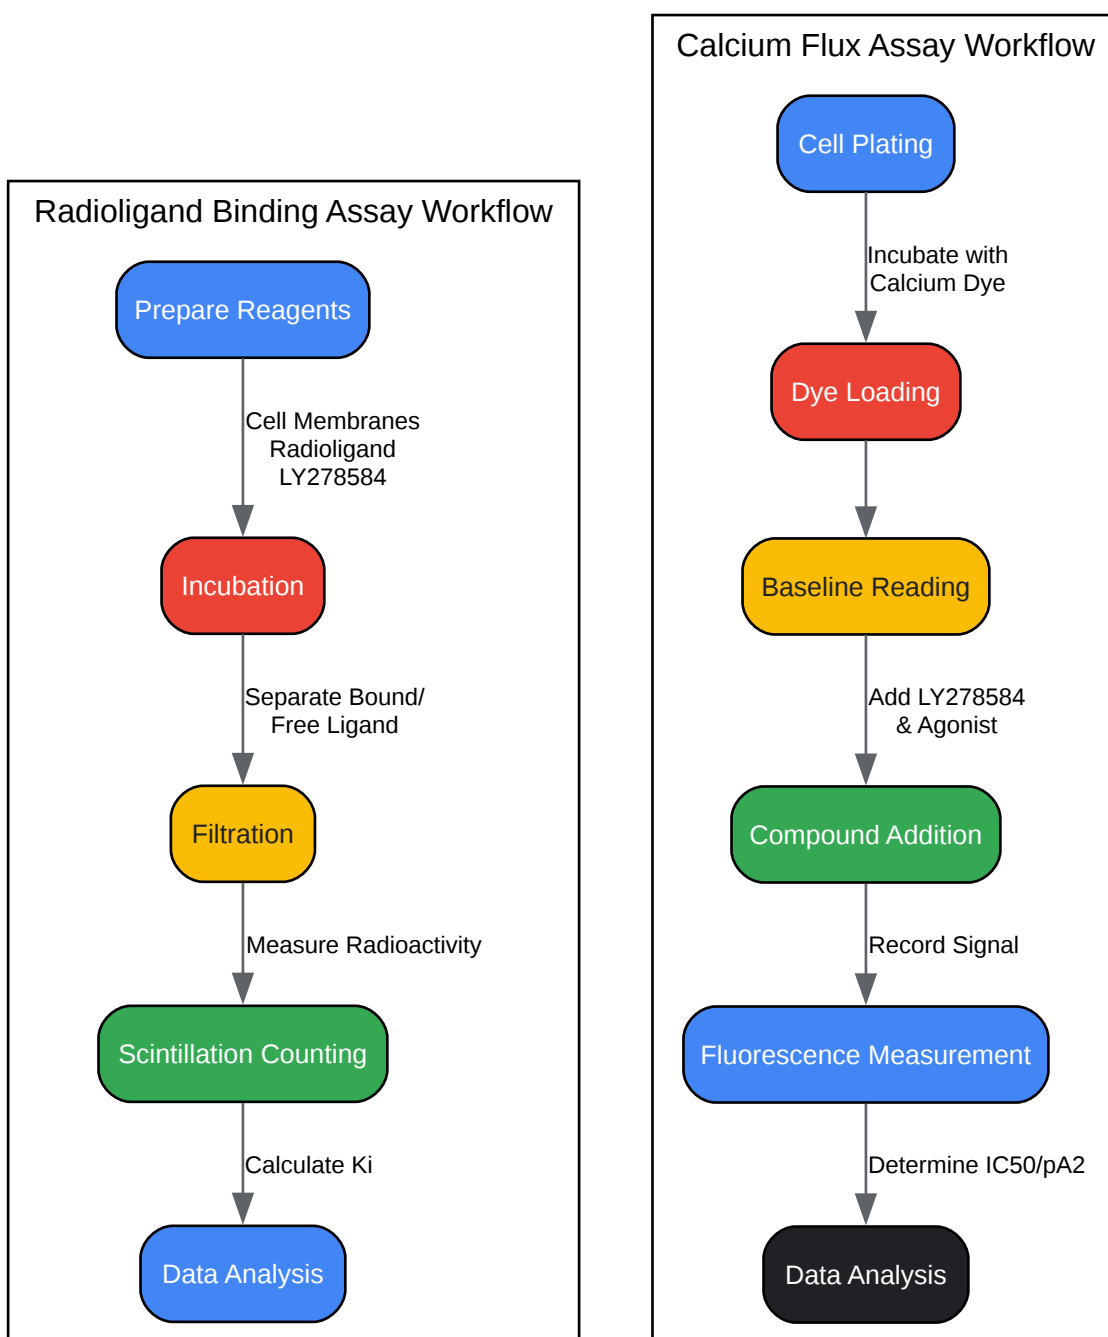 Radioligand Binding Assay Workflow
Prepare Reagents
Cell Membranes
Radioligand
LY278584
Incubation
Separate Bound/
Free Ligand
Filtration
Measure Radioactivity
Scintillation Counting
Calculate Ki
Data Analysis
Calcium Flux Assay Workflow
Cell Plating
Incubate with
Calcium Dye
Dye Loading
Baseline Reading
Add LY278584
& Agonist
Compound Addition
Record Signal
Fluorescence Measurement
Determine IC50/pA2
Data Analysis